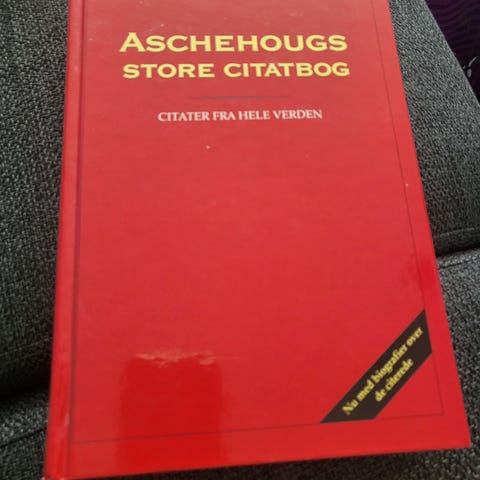 ASCHEHOUGS
STORE CITATBOG
CITATER FRA HELE VERDEN
Nu med biografier over
de citerede